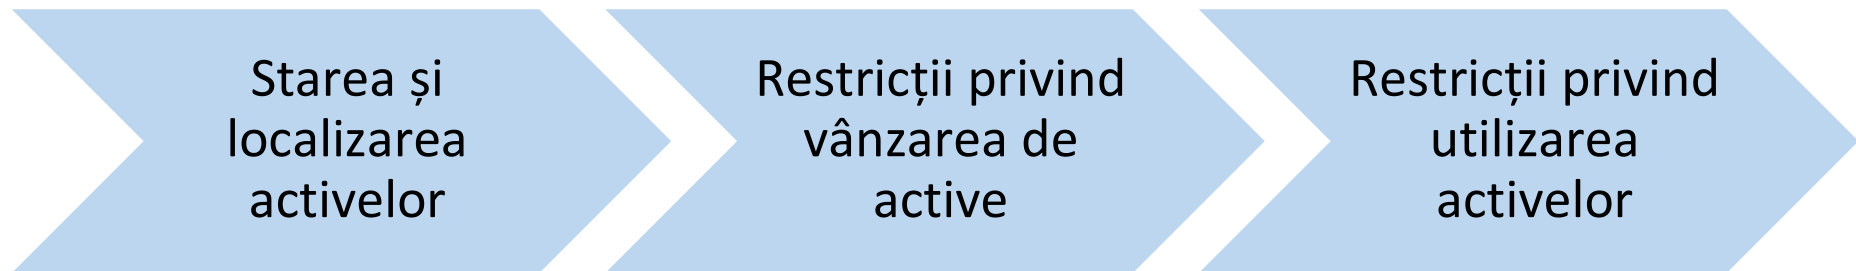 Starea și
localizarea
activelor
Restricții privind
vânzarea de
active
Restricții privind
utilizarea
activelor